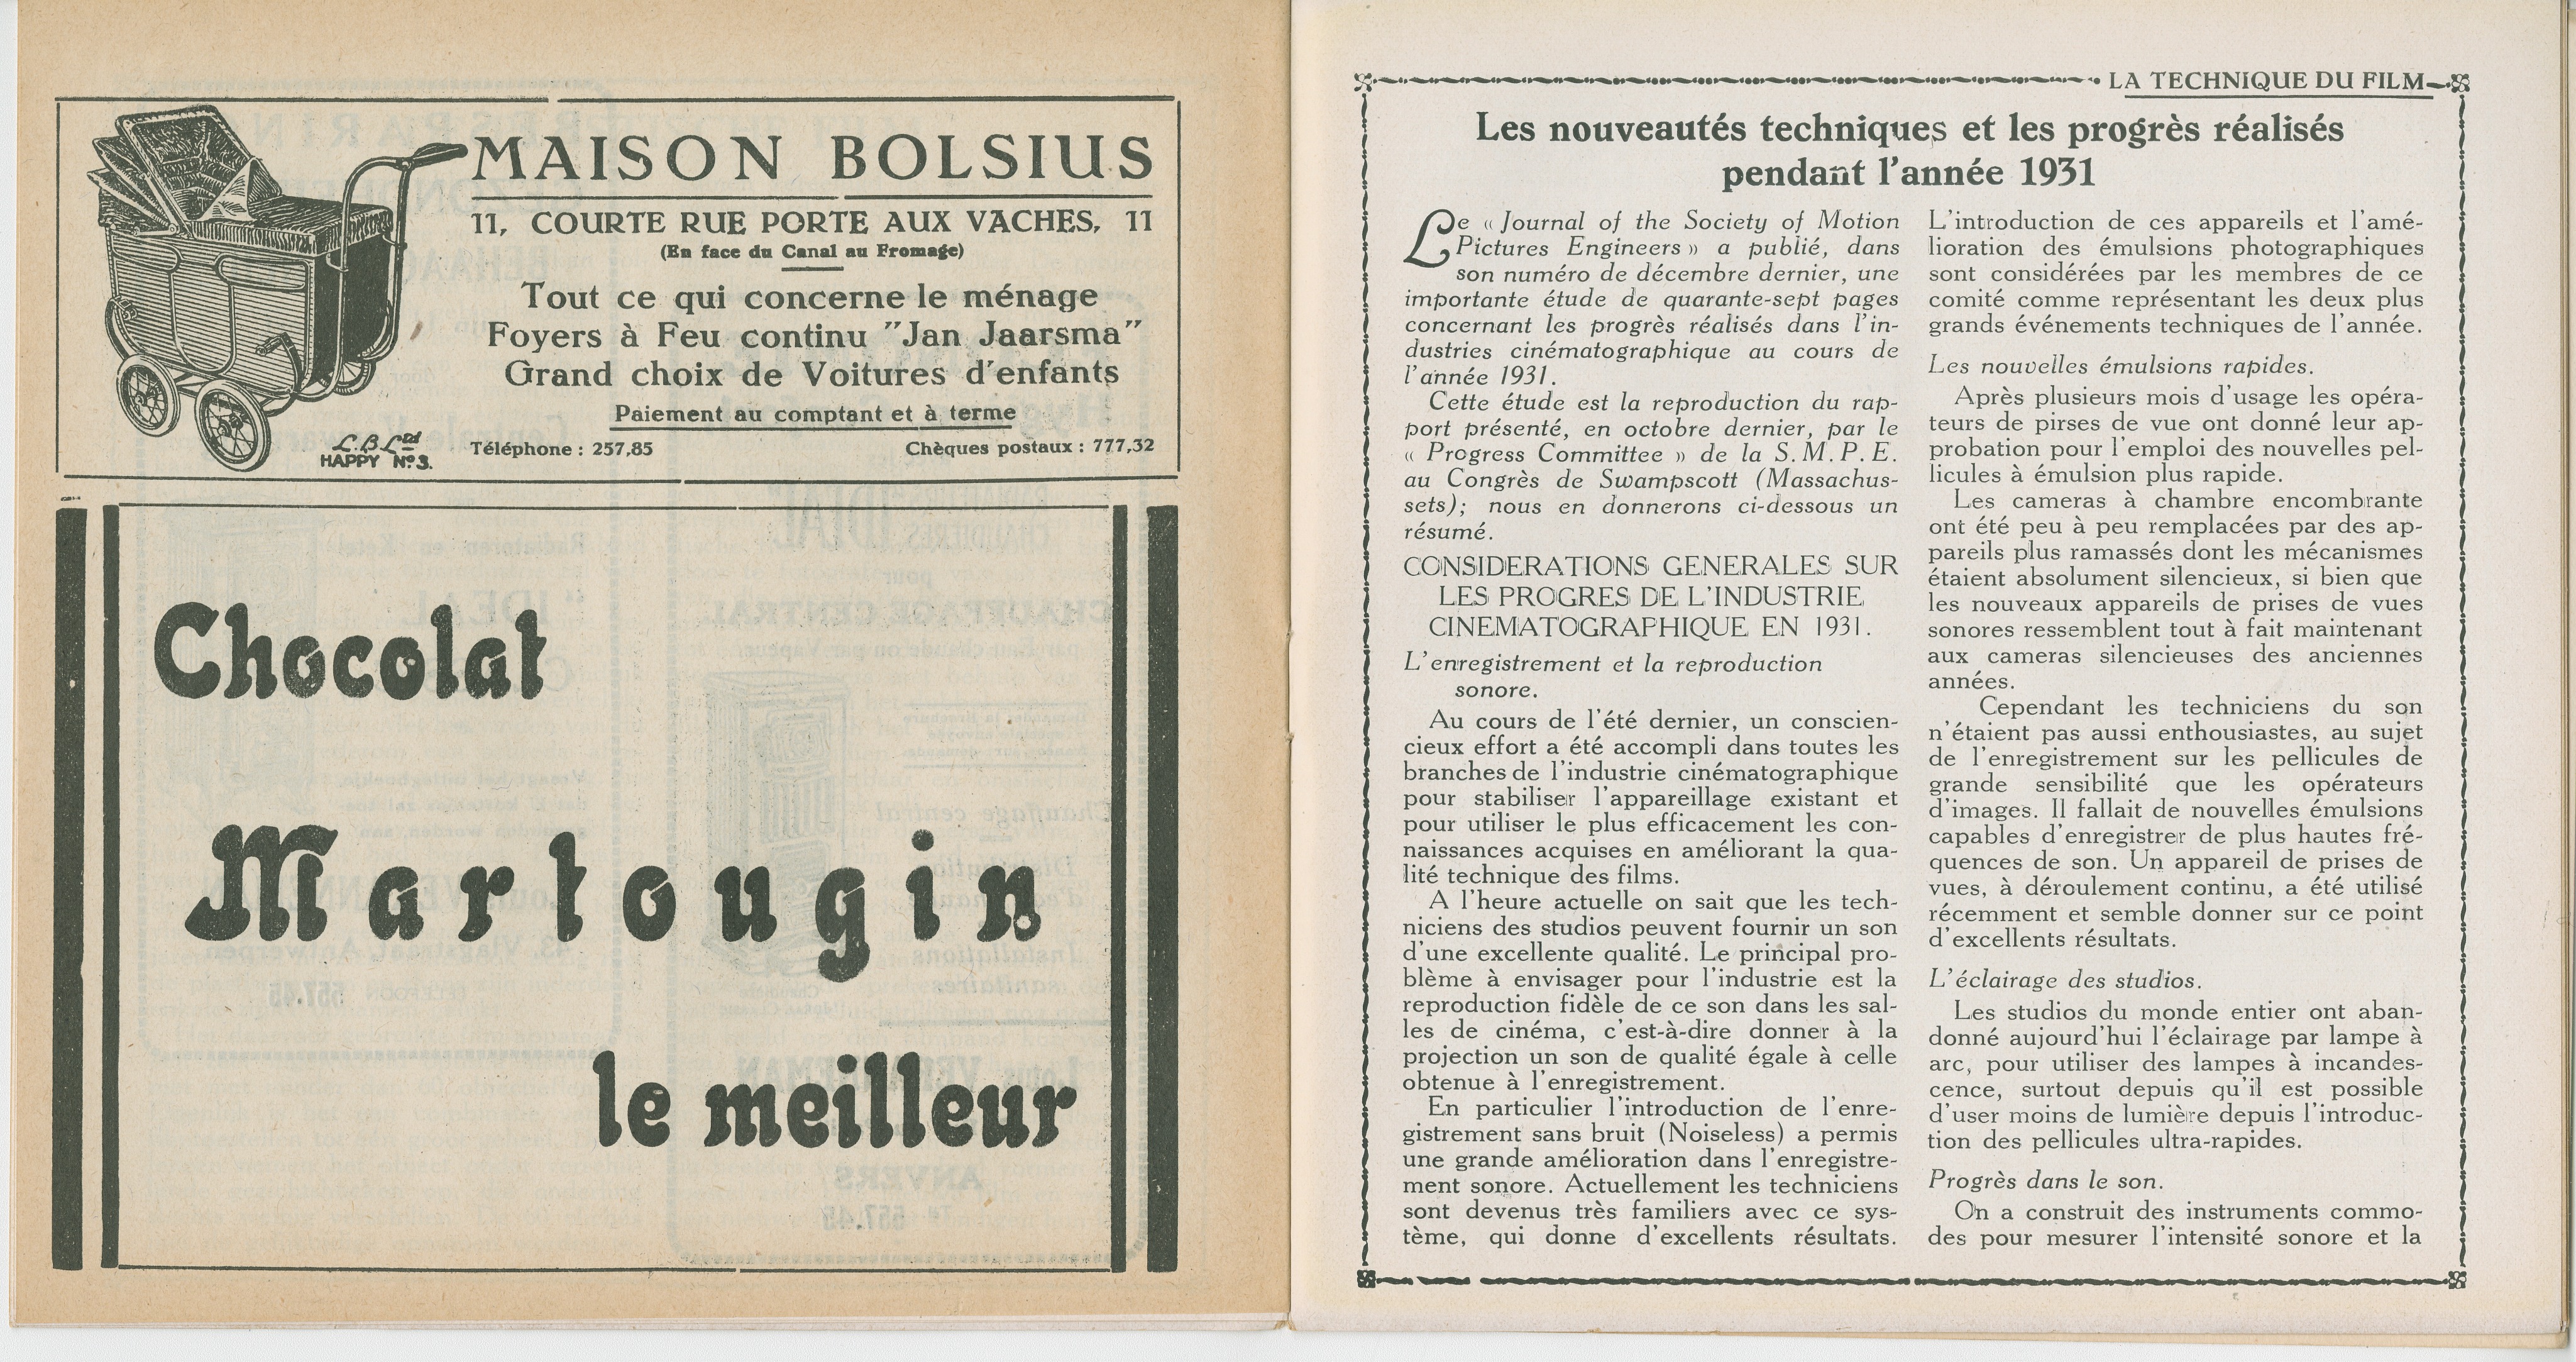 MAISON BOLSIUS
11, COURTE RUE PORTE AUX VACHES, 11
(En face du Canal au Fromage)
Tout ce qui concerne le ménage
Foyers à Feu continu "Jan Jaarsma"
Grand choix de Voitures d'enfants
Paiement au comptant et à terme
Téléphone : 257,85
Chèques postaux : 777,32
L.B.Ltd
HAPPY No 3.
Chocolat
Martougin
le meilleur
LA TECHNIQUE DU FILM
Les nouveautés techniques et les progrès réalisés
pendant l'année 1931
Le « Journal of the Society of Motion
Pictures Engineers » a publié, dans
son numéro de décembre dernier, une
importante étude de quarante-sept pages
concernant les progrès réalisés dans l'in-
dustries cinématographique au cours de
l'année 1931.
Cette étude est la reproduction du rap-
port présenté, en octobre dernier, par le
« Progress Committee » de la S. M. P. E.
au Congrès de Swampscott (Massachus-
sets); nous en donnerons ci-dessous un
résumé.
CONSIDERATIONS GENERALES SUR
LES PROGRES DE L'INDUSTRIE
CINEMATOGRAPHIQUE EN 1931.
L'enregistrement et la reproduction
sonore.
Au cours de l'été dernier, un conscien-
cieux effort a été accompli dans toutes les
branches de l'industrie cinématographique
pour stabiliser l'appareillage existant et
pour utiliser le plus efficacement les con-
naissances acquises en améliorant la qua-
lité technique des films.
A l'heure actuelle on sait que les tech-
niciens des studios peuvent fournir un son
d'une excellente qualité. Le principal pro-
blème à envisager pour l'industrie est la
reproduction fidèle de ce son dans les sal-
les de cinéma, c'est-à-dire donner à la
projection un son de qualité égale à celle
obtenue à l'enregistrement.
En particulier l'introduction de l'enre-
gistrement sans bruit (Noiseless) a permis
une grande amélioration dans l'enregistre-
ment sonore. Actuellement les techniciens
sont devenus très familiers avec ce sys-
tème, qui donne d'excellents résultats.
L'introduction de ces appareils et l'amé-
lioration des émulsions photographiques
sont considérées par les membres de ce
comité comme représentant les deux plus
grands événements techniques de l'année.
Les nouvelles émulsions rapides.
Après plusieurs mois d'usage les opéra-
teurs de pirses de vue ont donné leur ap-
probation pour l'emploi des nouvelles pel-
licules à émulsion plus rapide.
Les cameras à chambre encombrante
ont été peu à peu remplacées par des ap-
pareils plus ramassés dont les mécanismes
étaient absolument silencieux, si bien que
les nouveaux appareils de prises de vues
sonores ressemblent tout à fait maintenant
aux cameras silencieuses des anciennes
années.
Cependant les techniciens du son
n'étaient pas aussi enthousiastes, au sujet
de l'enregistrement sur les pellicules de
grande sensibilité que les opérateurs
d'images. Il fallait de nouvelles émulsions
capables d'enregistrer de plus hautes fré-
quences de son. Un appareil de prises de
vues, à déroulement continu, a été utilisé
récemment et semble donner sur ce point
d'excellents résultats.
L'éclairage des studios.
Les studios du monde entier ont aban-
donné aujourd'hui l'éclairage par lampe à
arc, pour utiliser des lampes à incandes-
cence, surtout depuis qu'il est possible
d'user moins de lumière depuis l'introduc-
tion des pellicules ultra-rapides.
Progrès dans le son.
On a construit des instruments commo-
des pour mesurer l'intensité sonore et la